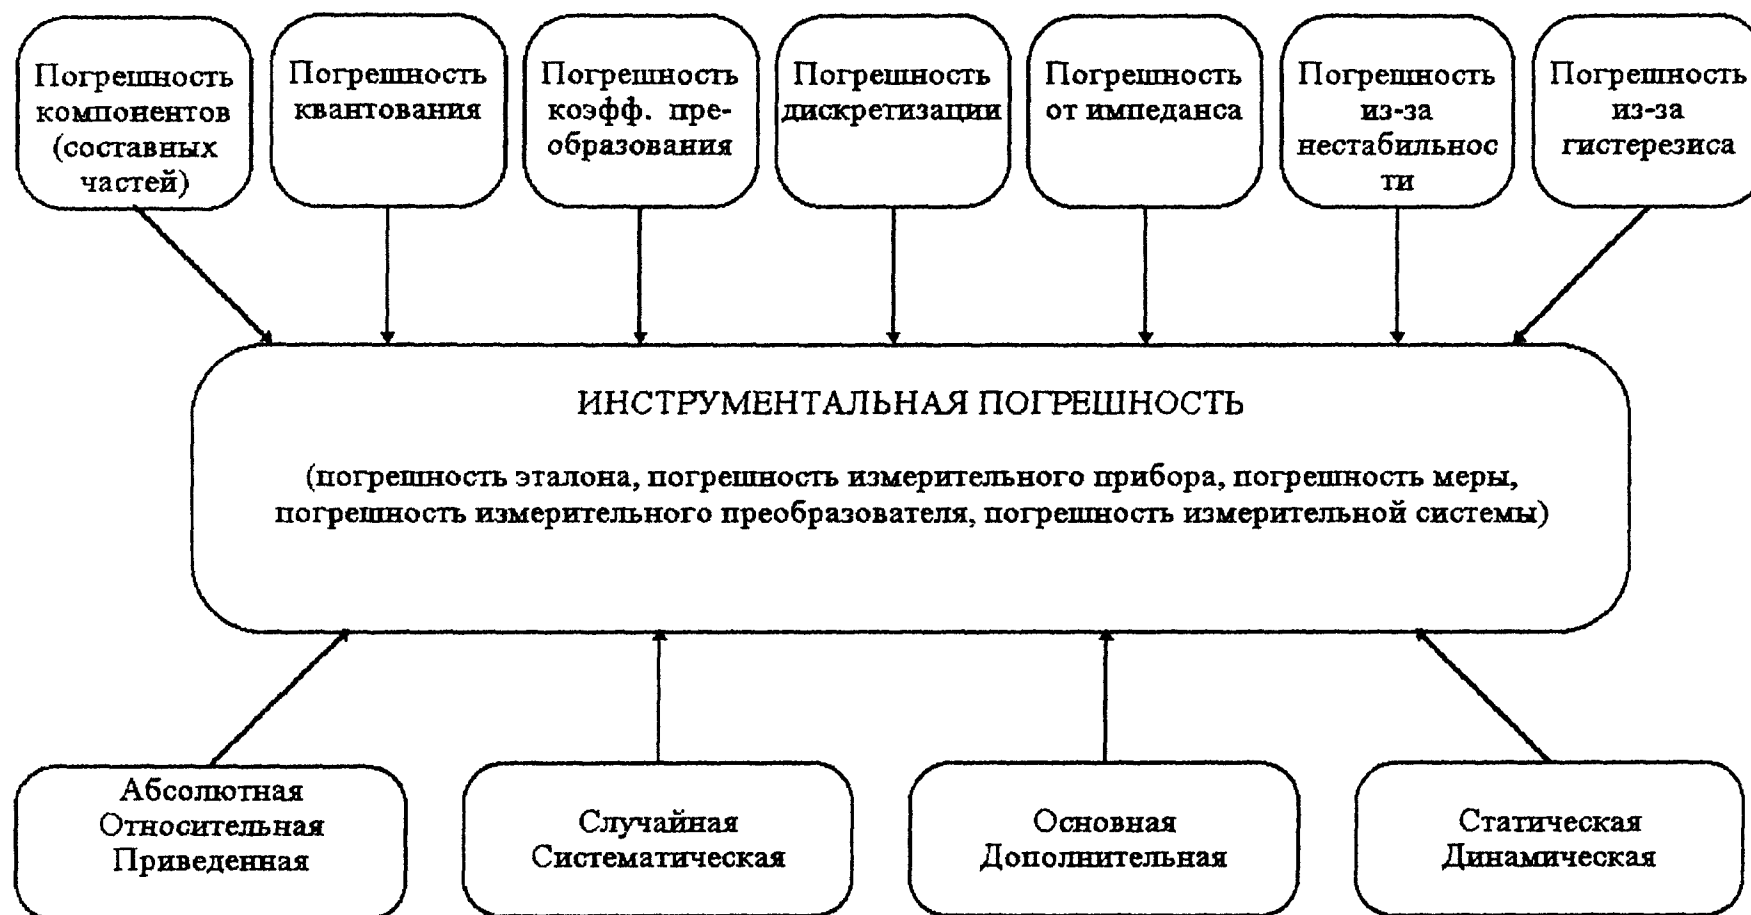 Погрешность
компонентов
(составных
частей)
Погрешность
квантования
Погрешность
коэфф. пре-
образования
Погрешность
дискретизации
Погрешность
от импеданса
Погрешность
из-за
нестабильнос
ти
Погрешность
из-за
гистерезиса
ИНСТРУМЕНТАЛЬНАЯ ПОГРЕШНОСТЬ
(погрешность эталона, погрешность измерительного прибора, погрешность меры,
погрешность измерительного преобразователя, погрешность измерительной системы)
Абсолютная
Относительная
Приведенная
Случайная
Систематическая
Основная
Дополнительная
Статическая
Динамическая